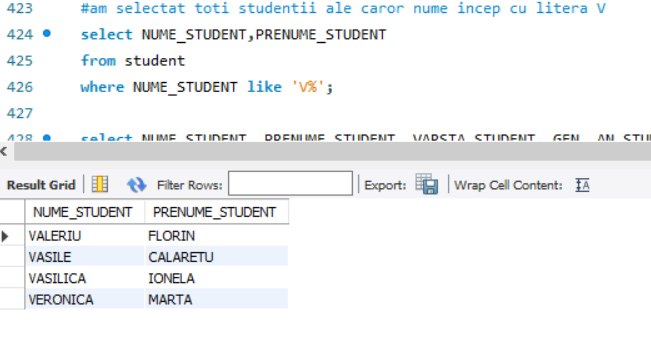 423 #am selectat toti studentii ale caror nume incep cu litera V
424 select NUME_STUDENT,PRENUME_STUDENT
425 from student
426 where NUME_STUDENT like 'V%';
427
428 select NUME_STUDENT, PRENUME_STUDENT, VARSTA_STUDENT, GEN, AN_STU
Result Grid Filter Rows: Export: Wrap Cell Content:
NUME_STUDENT PRENUME_STUDENT
VALERIU FLORIN
VASILE CALARETU
VASILICA IONELA
VERONICA MARTA